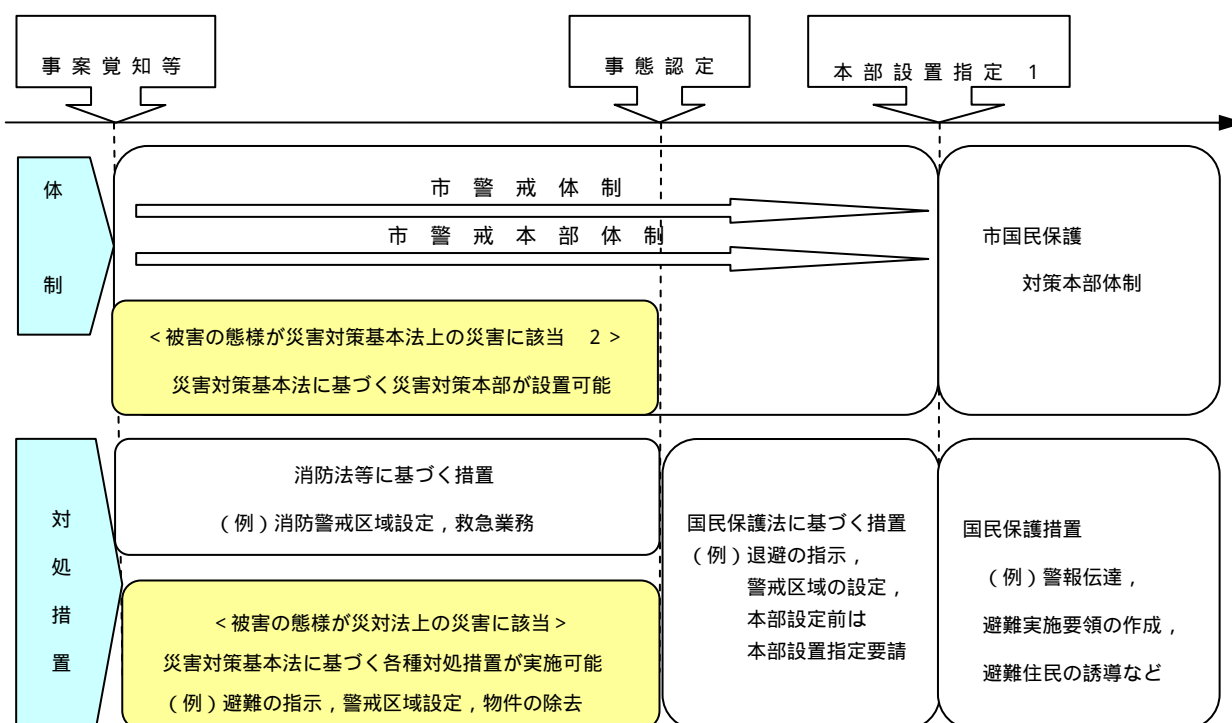 事案覚知等
事態認定
本部設置指定 1
体制
市警戒体制
市警戒本部体制
<被害の態様が災害対策基本法上の災害に該当 2>
災害対策基本法に基づく災害対策本部が設置可能
市国民保護
対策本部体制
対処措置
消防法等に基づく措置
(例)消防警戒区域設定,救急業務
<被害の態様が災対法上の災害に該当>
災害対策基本法に基づく各種対処措置が実施可能
(例)避難の指示,警戒区域設定,物件の除去
国民保護法に基づく措置
(例)退避の指示,
警戒区域の設定,
本部設定前は
本部設置指定要請
国民保護措置
(例)警報伝達,
避難実施要領の作成,
避難住民の誘導など